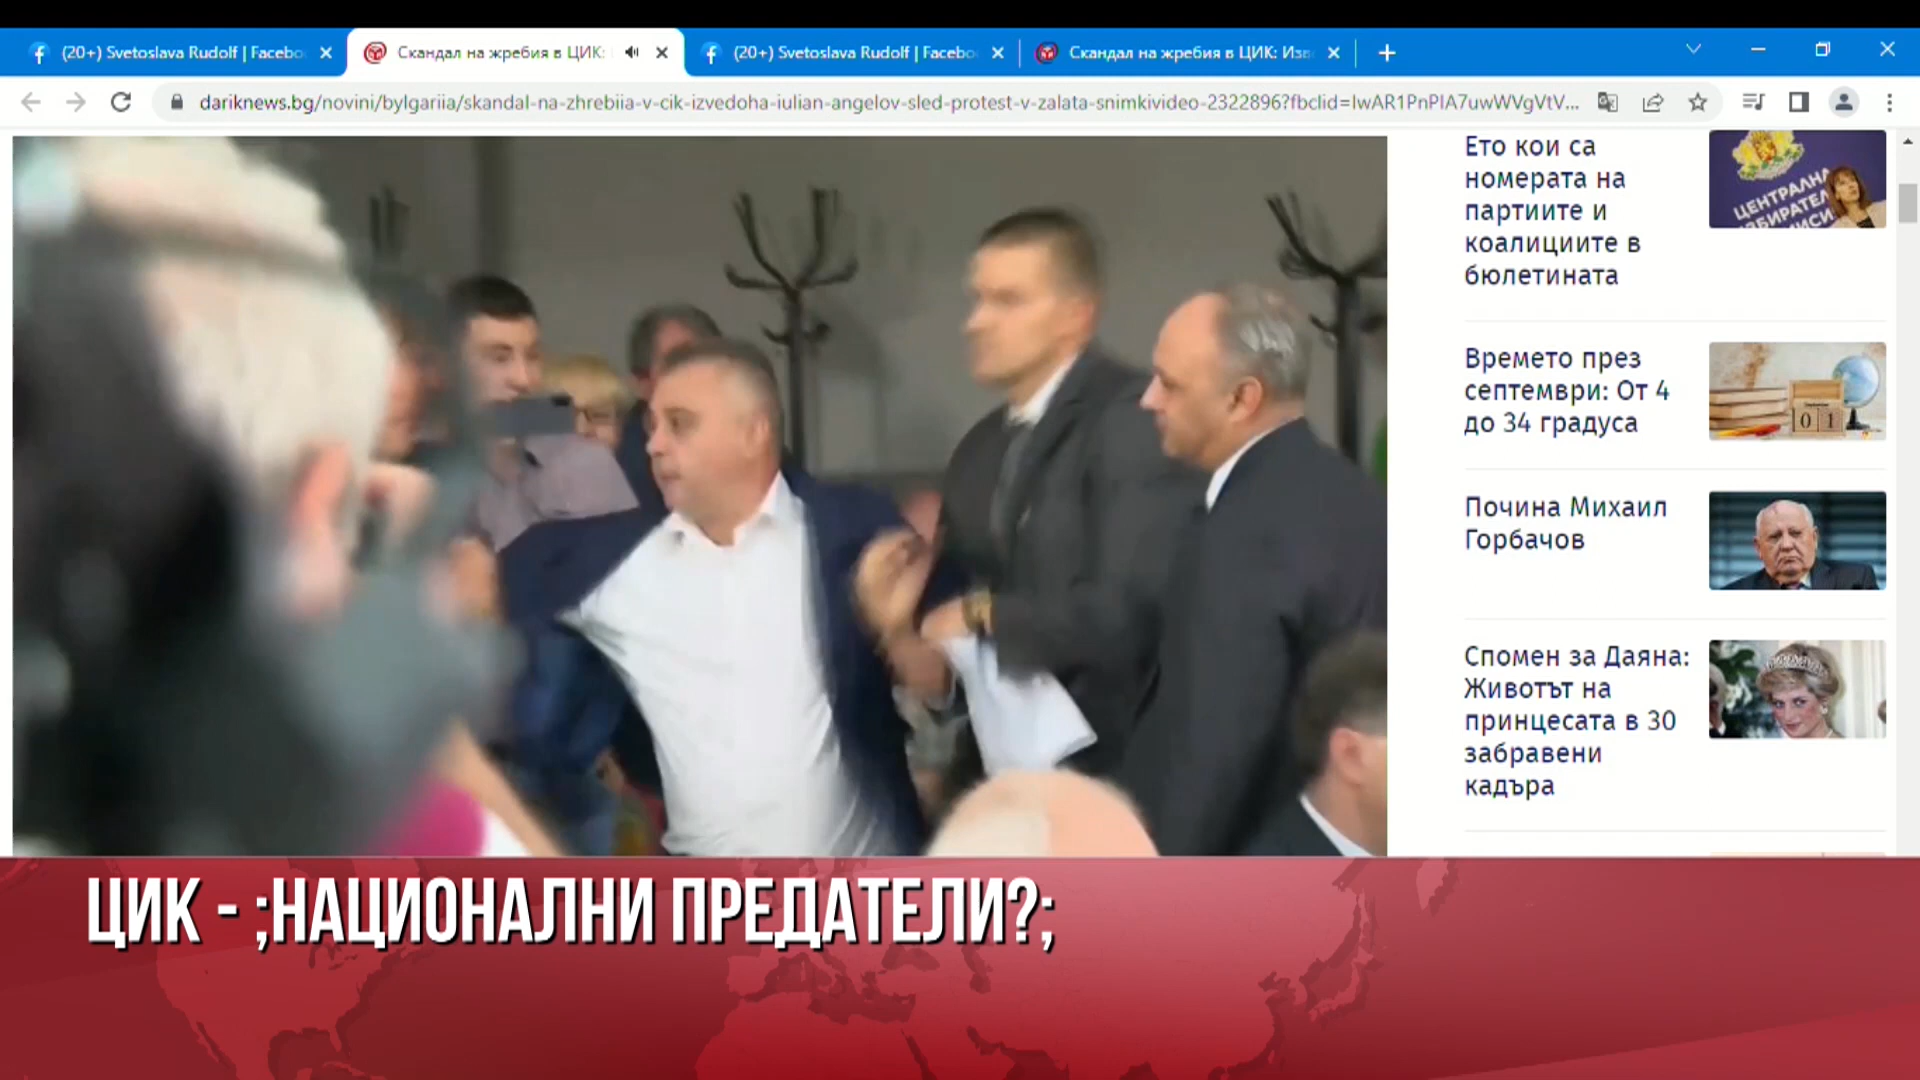 (20+) Svetoslava Rudolf | Facebo
Скандал на жребия в ЦИК:
(20+) Svetoslava Rudolf | Facebo
Скандал на жребия в ЦИК: Изв
dariknews.bg/novini/bylgariia/skandal-na-zhrebiia-v-cik-izvedoha-iulian-angelov-sled-protest-v-zalata-snimkivideo-2322896?fbclid=IwAR1PnPIA7uwWVgVtV...
Ето кои са
номерата на
партиите и
коалициите в
бюлетината
ЦЕНТРАЛНА
Времето през
септември: От 4
до 34 градуса
01
Почина Михаил
Горбачов
Спомен за Даяна:
Животът на
принцесата в 30
забравени
кадъра
ЦИК - ;НАЦИОНАЛНИ ПРЕДАТЕЛИ?;